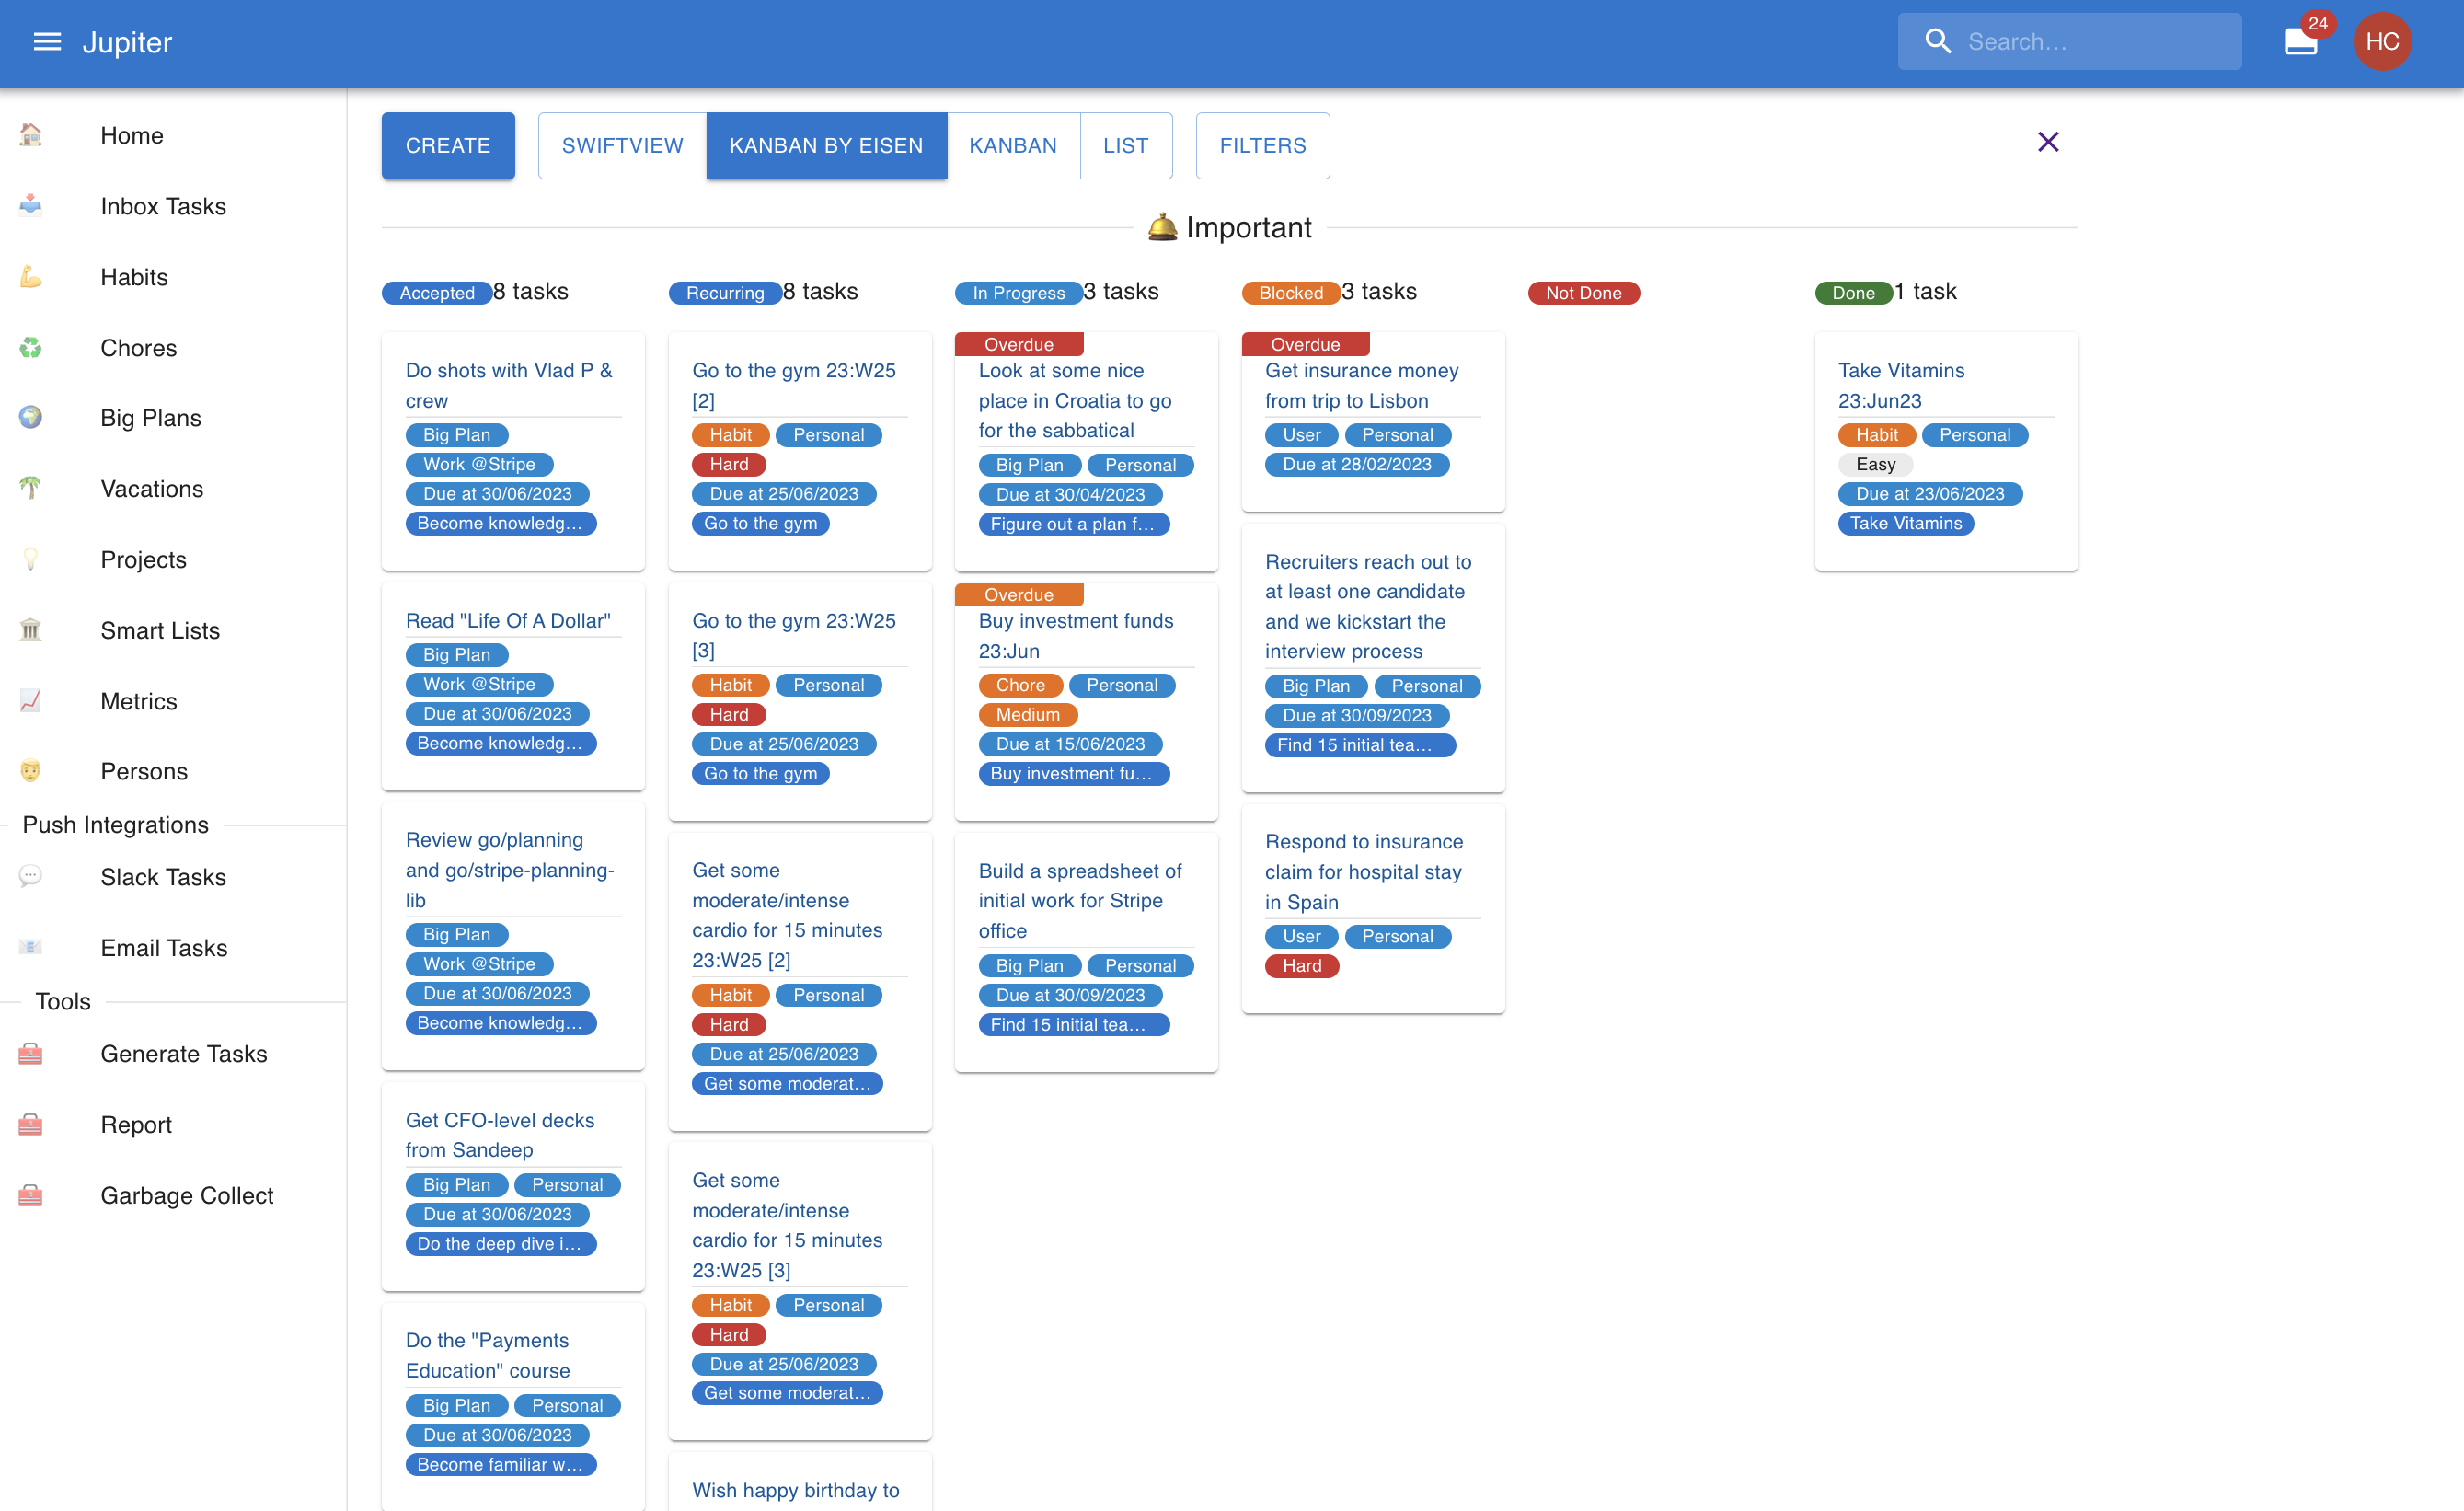 Jupiter
Search…
24
HC
Home
Inbox Tasks
Habits
Chores
Big Plans
Vacations
Projects
Smart Lists
Metrics
Persons
Push Integrations
Slack Tasks
Email Tasks
Tools
Generate Tasks
Report
Garbage Collect
CREATE
SWIFTVIEW
KANBAN BY EISEN
KANBAN
LIST
FILTERS
Important
Accepted 8 tasks
Do shots with Vlad P &
crew
Big Plan
Work @Stripe
Due at 30/06/2023
Become knowledg…
Read "Life Of A Dollar"
Big Plan
Work @Stripe
Due at 30/06/2023
Become knowledg…
Review go/planning
and go/stripe-planning-
lib
Big Plan
Work @Stripe
Due at 30/06/2023
Become knowledg…
Get CFO-level decks
from Sandeep
Big Plan Personal
Due at 30/06/2023
Do the deep dive i…
Do the "Payments
Education" course
Big Plan Personal
Due at 30/06/2023
Become familiar w…
Recurring 8 tasks
Go to the gym 23:W25
[2]
Habit Personal
Hard
Due at 25/06/2023
Go to the gym
Go to the gym 23:W25
[3]
Habit Personal
Hard
Due at 25/06/2023
Go to the gym
Get some
moderate/intense
cardio for 15 minutes
23:W25 [2]
Habit Personal
Hard
Due at 25/06/2023
Get some moderat…
Get some
moderate/intense
cardio for 15 minutes
23:W25 [3]
Habit Personal
Hard
Due at 25/06/2023
Get some moderat…
Wish happy birthday to
In Progress 3 tasks
Overdue
Look at some nice
place in Croatia to go
for the sabbatical
Big Plan Personal
Due at 30/04/2023
Figure out a plan f…
Overdue
Buy investment funds
23:Jun
Chore Personal
Medium
Due at 15/06/2023
Buy investment fu…
Build a spreadsheet of
initial work for Stripe
office
Big Plan Personal
Due at 30/09/2023
Find 15 initial tea…
Blocked 3 tasks
Overdue
Get insurance money
from trip to Lisbon
User Personal
Due at 28/02/2023
Recruiters reach out to
at least one candidate
and we kickstart the
interview process
Big Plan Personal
Due at 30/09/2023
Find 15 initial tea…
Respond to insurance
claim for hospital stay
in Spain
User Personal
Hard
Not Done
Done 1 task
Take Vitamins
23:Jun23
Habit Personal
Easy
Due at 23/06/2023
Take Vitamins